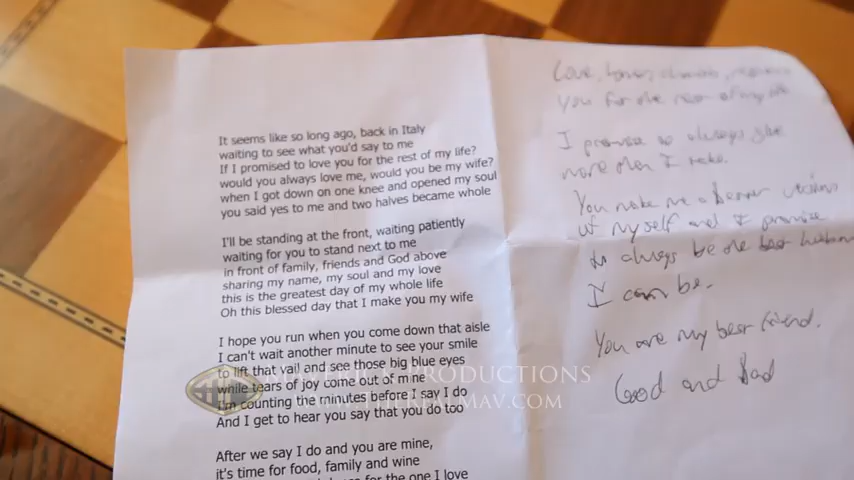 It seems like so long ago, back in Italy
waiting to see what you'd say to me
If I promised to love you for the rest of my life?
would you always love me, would you be my wife?
when I got down on one knee and opened my soul
you said yes to me and two halves became whole
I'll be standing at the front, waiting patiently
waiting for you to stand next to me
in front of family, friends and God above
sharing my name, my soul and my love
this is the greatest day of my whole life
Oh this blessed day that I make you my wife
I hope you run when you come down that aisle
I can't wait another minute to see your smile
to lift that vail and see those big blue eyes
while tears of joy come out of mine
I'm counting the minutes before I say I do
And I get to hear you say that you do too
After we say I do and you are mine,
it's time for food, family and wine
for the one I love
Love,
you for the rest of my life
I promise to always give
more than I take.
You make me a better version
of myself and I promise
to always be the best husband
I can be.
You are my best friend.
Good and Bad
Productions